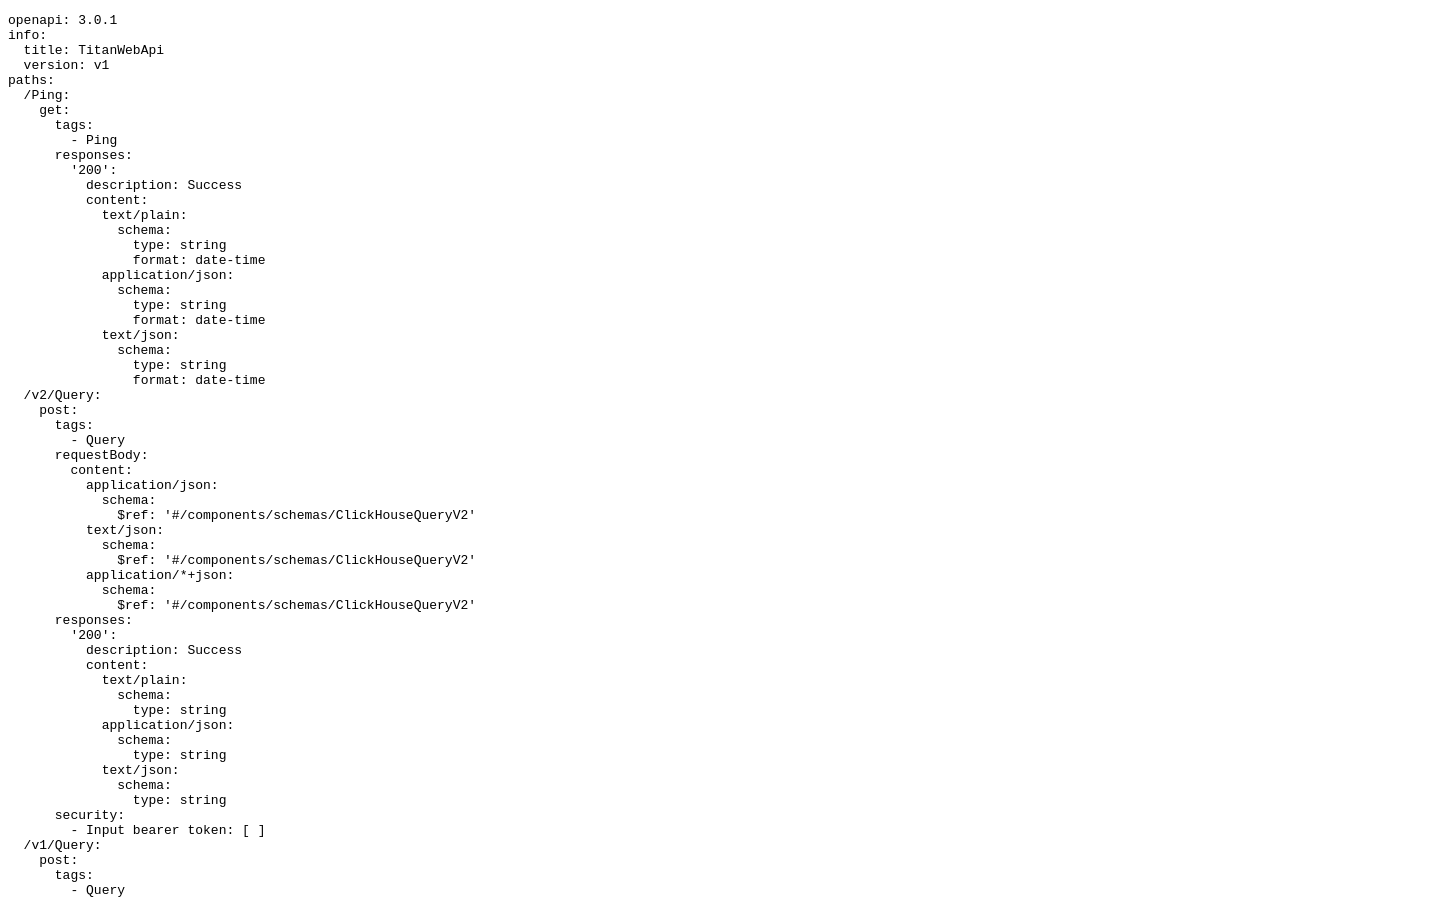 openapi: 3.0.1
info:
  title: TitanWebApi
  version: v1
paths:
  /Ping:
    get:
      tags:
        - Ping
      responses:
        '200':
          description: Success
          content:
            text/plain:
              schema:
                type: string
                format: date-time
            application/json:
              schema:
                type: string
                format: date-time
            text/json:
              schema:
                type: string
                format: date-time
  /v2/Query:
    post:
      tags:
        - Query
      requestBody:
        content:
          application/json:
            schema:
              $ref: '#/components/schemas/ClickHouseQueryV2'
          text/json:
            schema:
              $ref: '#/components/schemas/ClickHouseQueryV2'
          application/*+json:
            schema:
              $ref: '#/components/schemas/ClickHouseQueryV2'
      responses:
        '200':
          description: Success
          content:
            text/plain:
              schema:
                type: string
            application/json:
              schema:
                type: string
            text/json:
              schema:
                type: string
      security:
        - Input bearer token: [ ]
  /v1/Query:
    post:
      tags:
        - Query